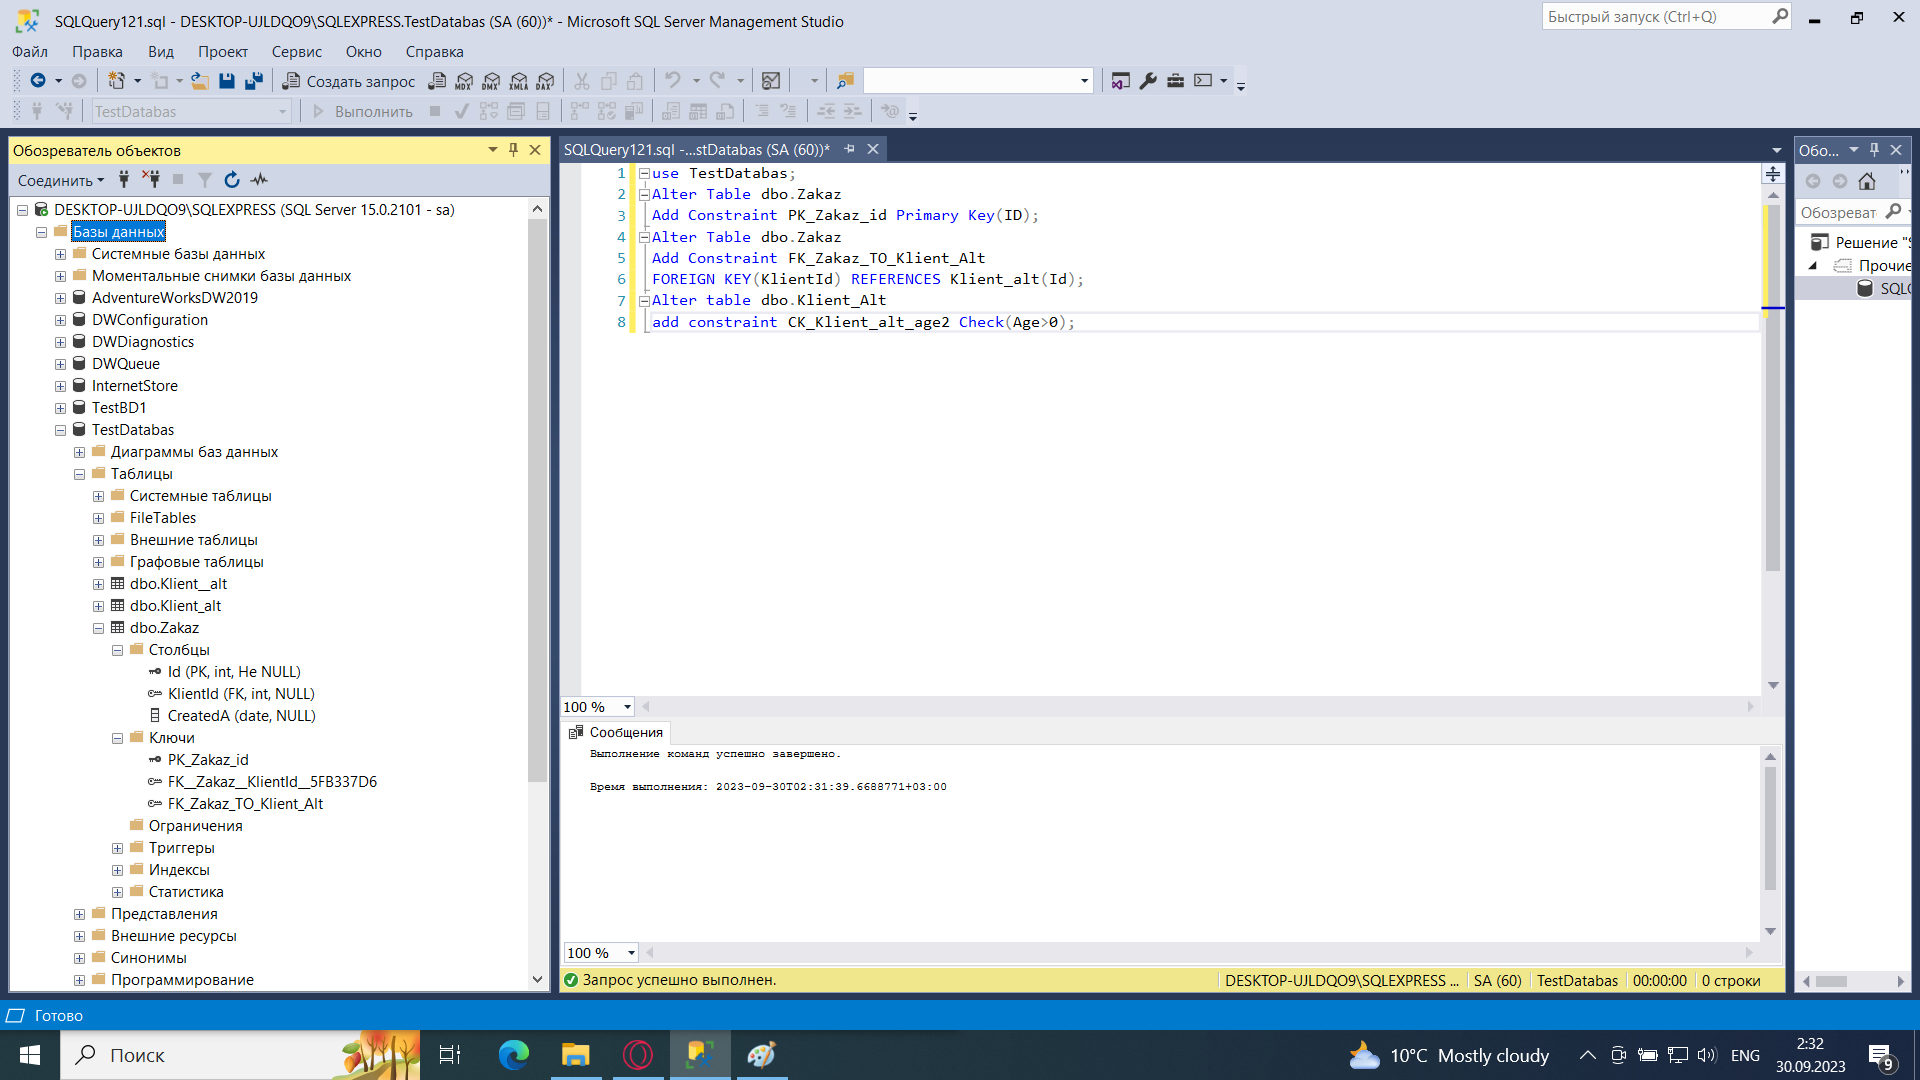 SQLQuery121.sql - DESKTOP-UJLDQO9\SQLEXPRESS.TestDatabas (SA (60))* - Microsoft SQL Server Management Studio
Быстрый запуск (Ctrl+Q)
Файл Правка Вид Проект Сервис Окно Справка
Создать запрос MDX DMX XMLA DAX
TestDatabas Выполнить
Обозреватель объектов
Соединить
DESKTOP-UJLDQO9\SQLEXPRESS (SQL Server 15.0.2101 - sa)
Базы данных
Системные базы данных
Моментальные снимки базы данных
AdventureWorksDW2019
DWConfiguration
DWDiagnostics
DWQueue
InternetStore
TestBD1
TestDatabas
Диаграммы баз данных
Таблицы
Системные таблицы
FileTables
Внешние таблицы
Графовые таблицы
dbo.Klient__alt
dbo.Klient_alt
dbo.Zakaz
Столбцы
Id (PK, int, Не NULL)
KlientId (FK, int, NULL)
CreatedA (date, NULL)
Ключи
PK_Zakaz_id
FK__Zakaz__KlientId__5FB337D6
FK_Zakaz_TO_Klient_Alt
Ограничения
Триггеры
Индексы
Статистика
Представления
Внешние ресурсы
Синонимы
Программирование
SQLQuery121.sql -...stDatabas (SA (60))*
1 use TestDatabas;
2 Alter Table dbo.Zakaz
3 Add Constraint PK_Zakaz_id Primary Key(ID);
4 Alter Table dbo.Zakaz
5 Add Constraint FK_Zakaz_TO_Klient_Alt
6 FOREIGN KEY(KlientId) REFERENCES Klient_alt(Id);
7 Alter table dbo.Klient_Alt
8 add constraint CK_Klient_alt_age2 Check(Age>0);
100 %
Сообщения
Выполнение команд успешно завершено.
Время выполнения: 2023-09-30T02:31:39.6688771+03:00
100 %
Запрос успешно выполнен. DESKTOP-UJLDQO9\SQLEXPRESS ... SA (60) TestDatabas 00:00:00 0 строки
Обо...
Обозреват
Решение "S
Прочие
SQLQ
Готово
Поиск
10°C Mostly cloudy
ENG
2:32
30.09.2023
9